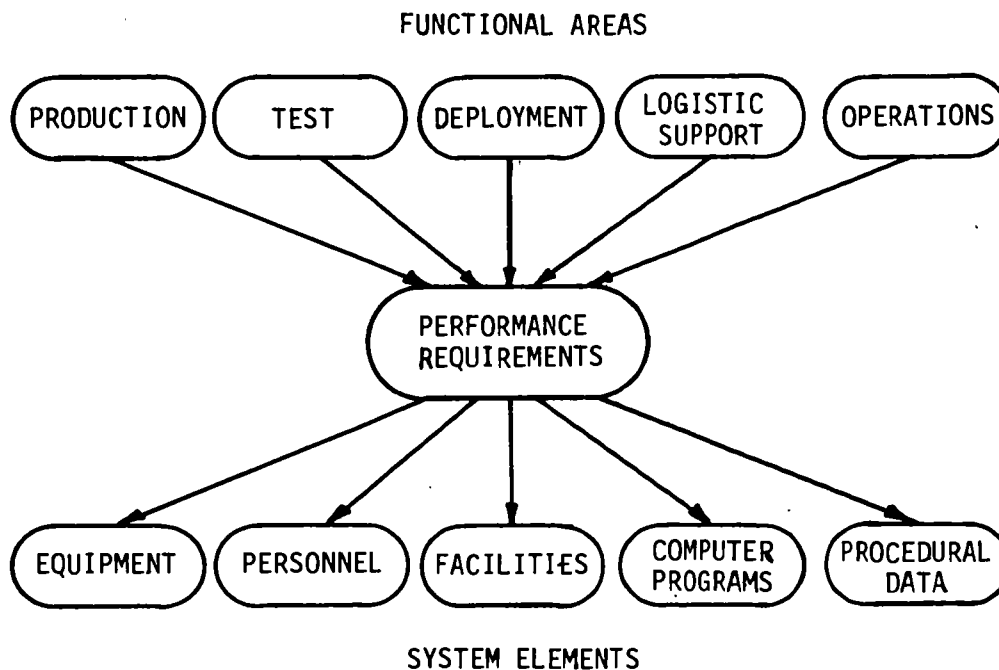 FUNCTIONAL AREAS
PRODUCTION
TEST
DEPLOYMENT
LOGISTIC
SUPPORT
OPERATIONS
PERFORMANCE
REQUIREMENTS
EQUIPMENT
PERSONNEL
FACILITIES
COMPUTER
PROGRAMS
PROCEDURAL
DATA
SYSTEM ELEMENTS